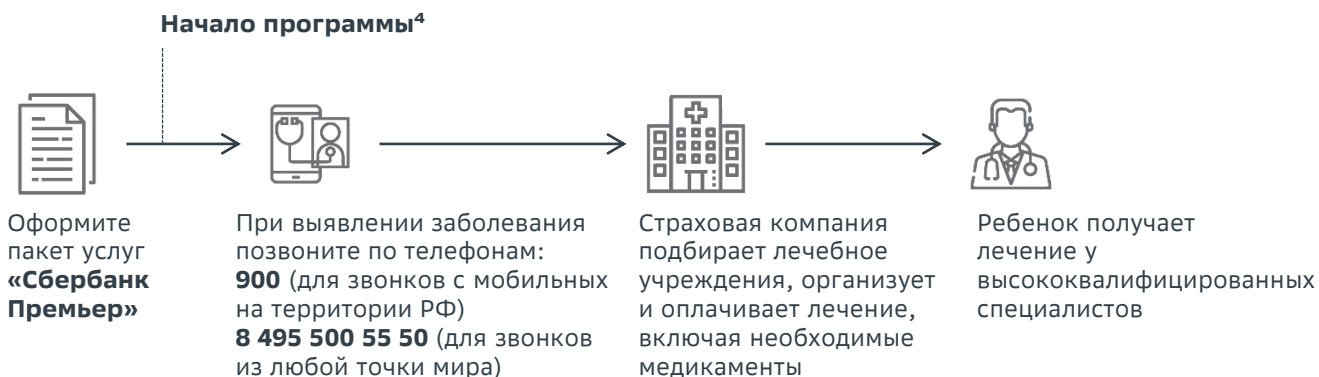 Начало программы⁴
Оформите
пакет услуг
«Сбербанк
Премьер»
При выявлении заболевания
позвоните по телефонам:
900 (для звонков с мобильных
на территории РФ)
8 495 500 55 50 (для звонков
из любой точки мира)
Страховая компания
подбирает лечебное
учреждения, организует
и оплачивает лечение,
включая необходимые
медикаменты
Ребенок получает
лечение у
высококвалифицированных
специалистов